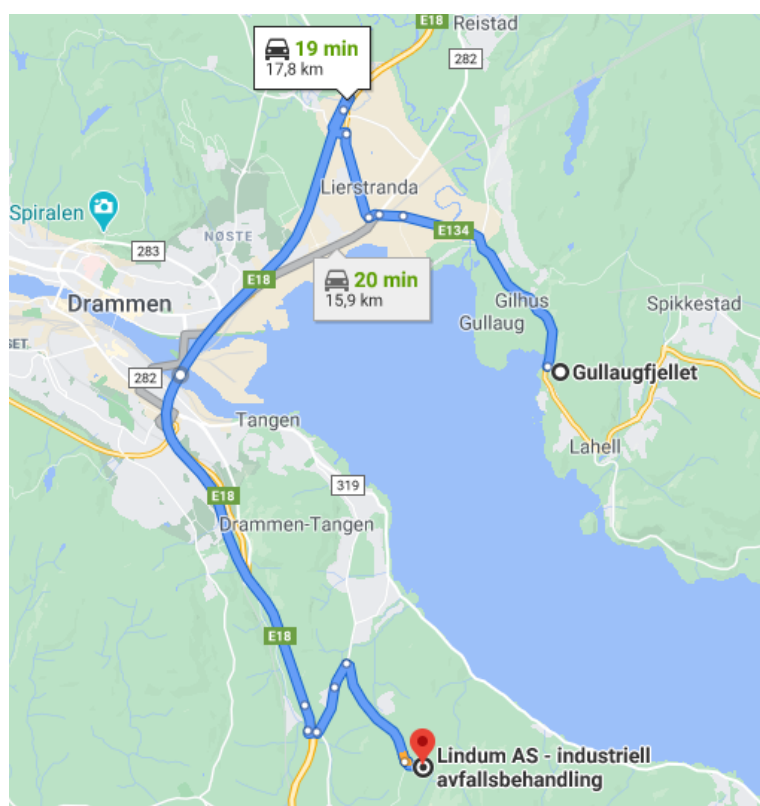 E18
Reistad
282
19 min
17,8 km
Lierstranda
Spiralen
283
NØSTE
E134
E18
Drammen
20 min
15,9 km
Gilhus
Gullaug
Spikkestad
SET
282
Gullaugfjellet
Tangen
Lahell
319
E18
Drammen-Tangen
E18
Lindum AS - industriell
avfallsbehandling